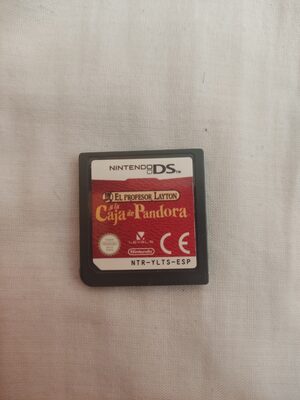 NINTENDO DS
EL PROFESOR LAYTON
y la
Caja de Pandora
LEVEL5
CE
Nintendo
NTR-YLTS-ESP